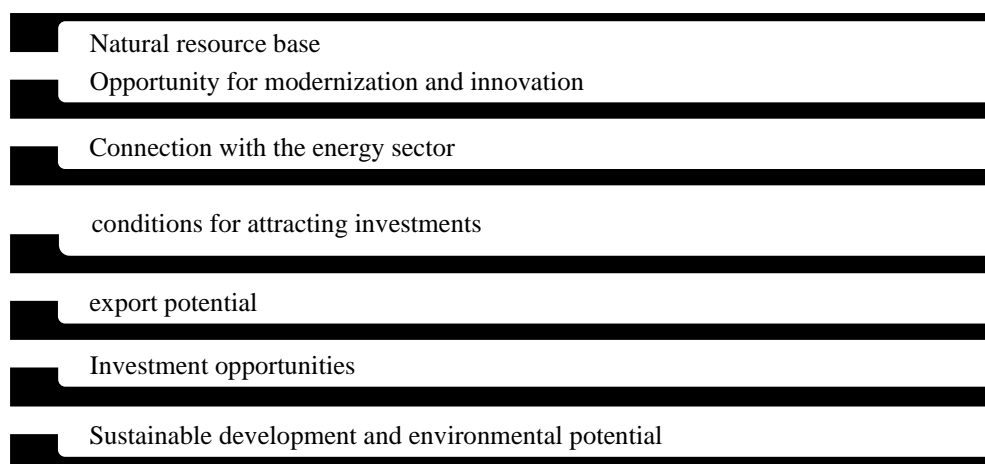 Natural resource base
Opportunity for modernization and innovation
Connection with the energy sector
conditions for attracting investments
export potential
Investment opportunities
Sustainable development and environmental potential